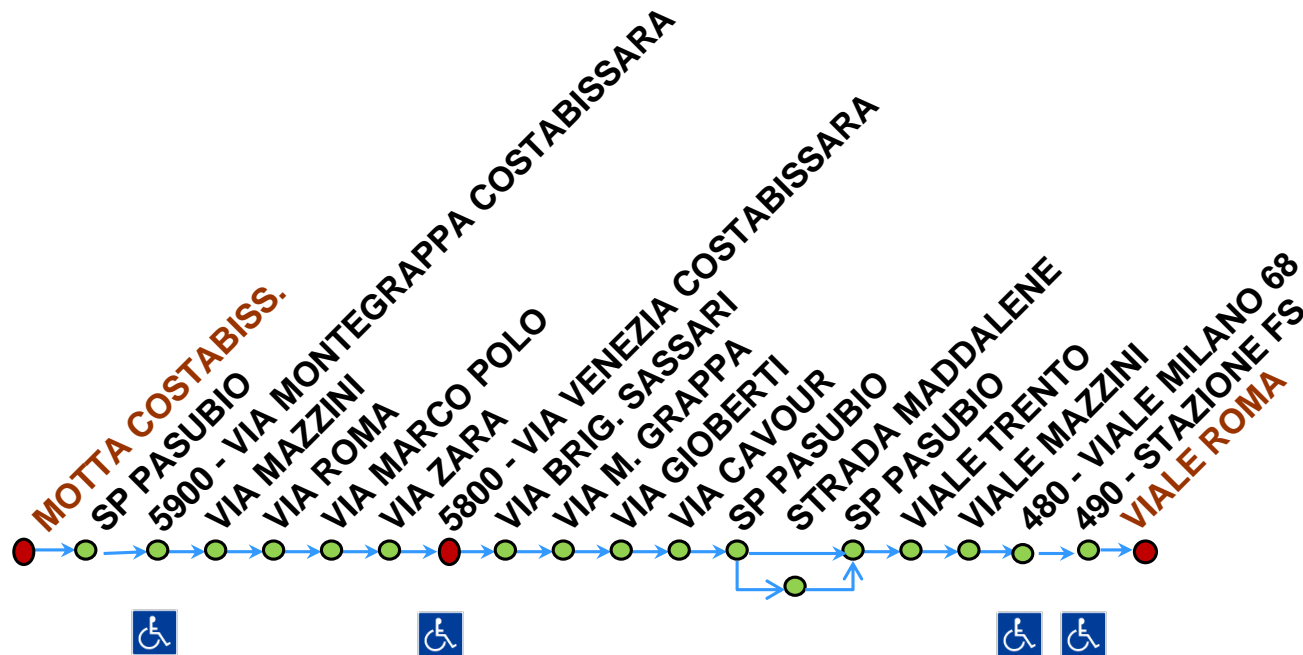 MOTTA COSTABISS.
SP PASUBIO
5900 - VIA MONTEGRAPPA COSTABISSARA
VIA MAZZINI
VIA ROMA
VIA MARCO POLO
VIA ZARA
5800 - VIA VENEZIA COSTABISSARA
VIA BRIG. SASSARI
VIA M. GRAPPA
VIA GIOBERTI
VIA CAVOUR
SP PASUBIO
STRADA MADDALENE
SP PASUBIO
VIALE TRENTO
VIALE MAZZINI
480 - VIALE MILANO 68
490 - STAZIONE FS
VIALE ROMA